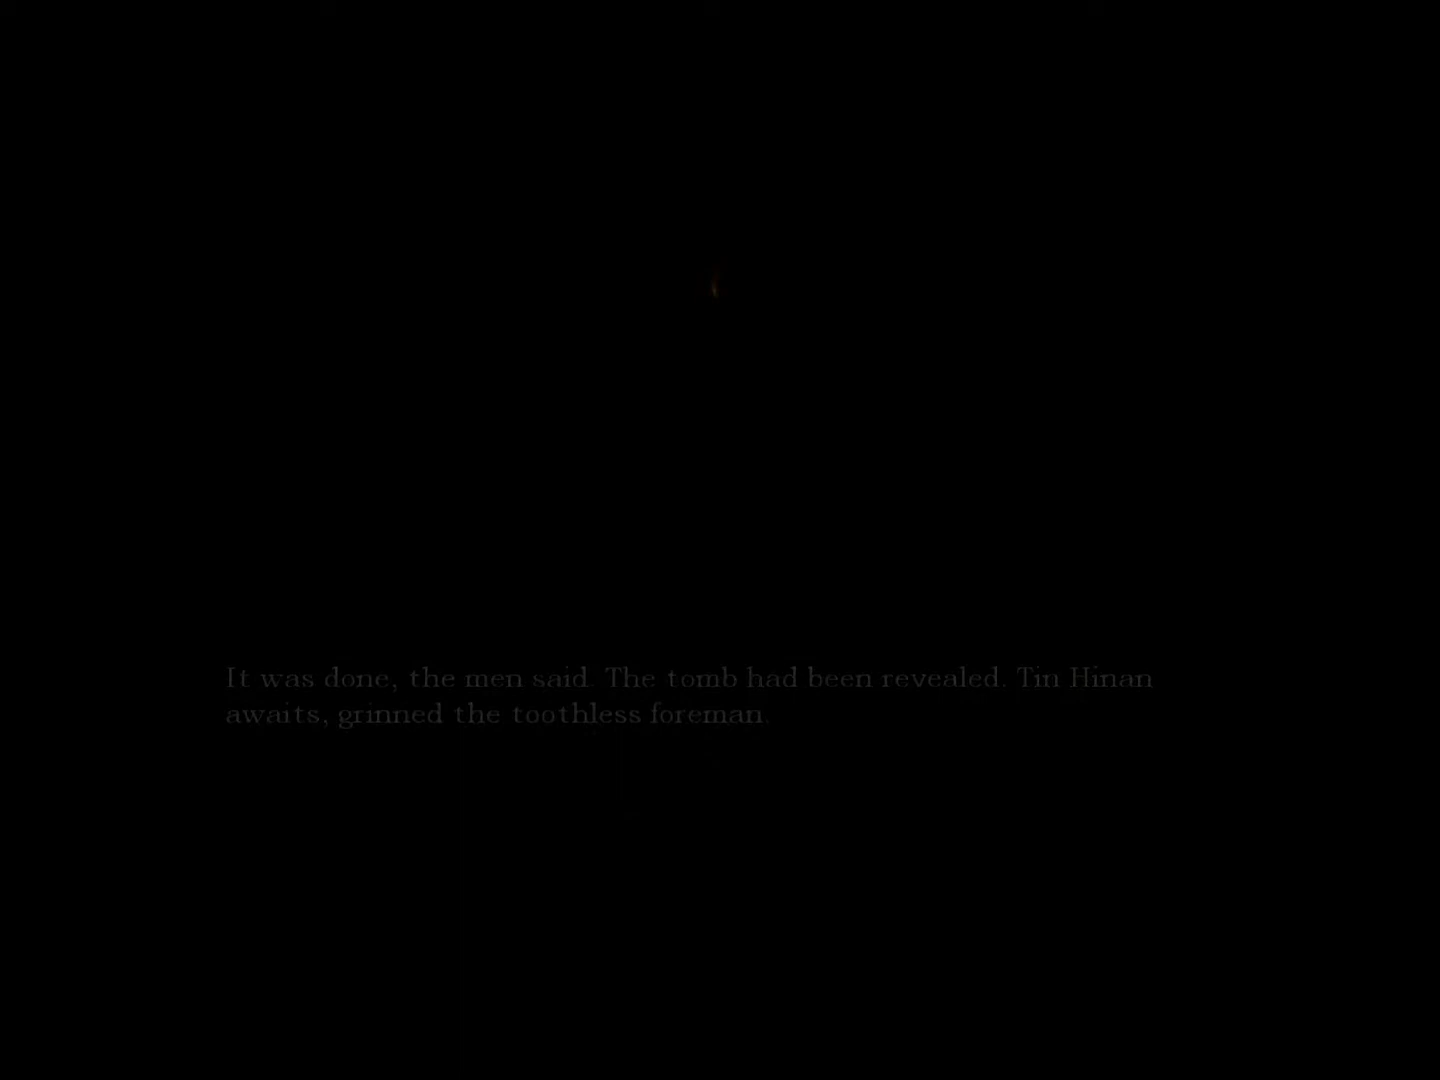 It was done, the men said. The tomb had been revealed. Tin Hinan
awaits, grinned the toothless foreman.